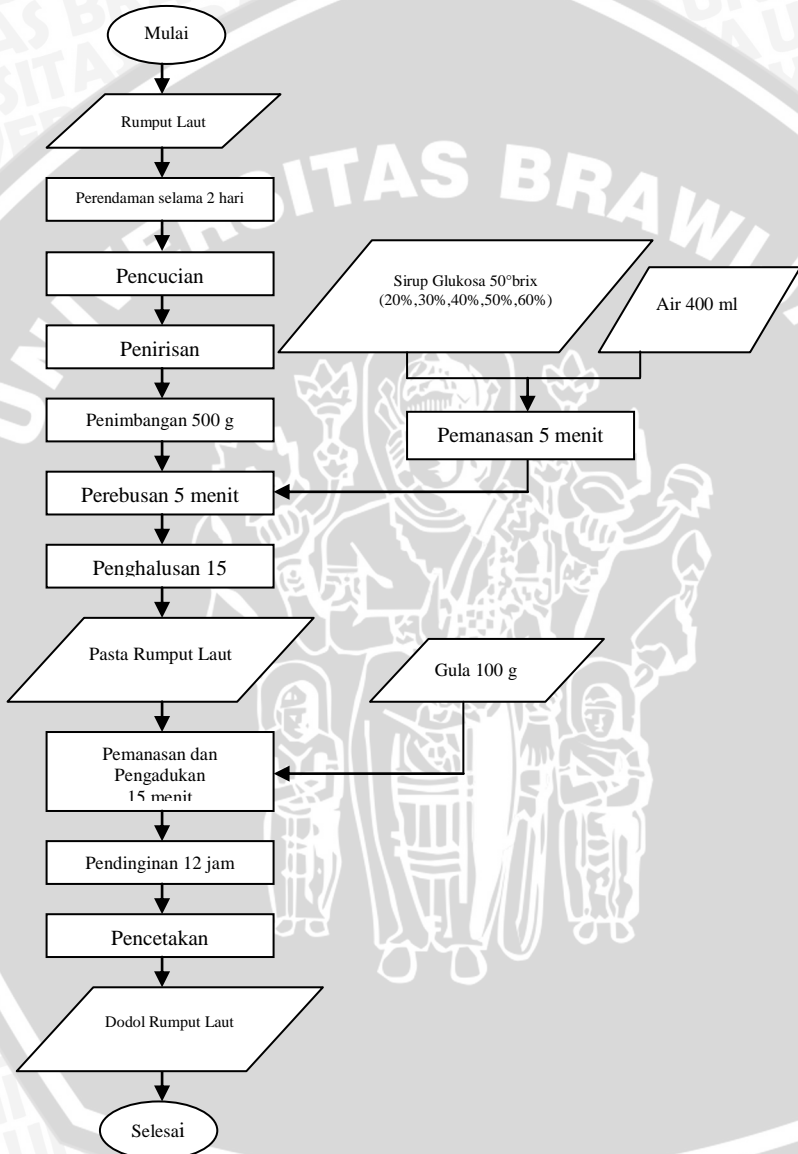 Mulai
Rumput Laut
Perendaman selama 2 hari
Pencucian
Penirisan
Penimbangan 500 g
Sirup Glukosa 50°brix
(20%,30%,40%,50%,60%)
Air 400 ml
Pemanasan 5 menit
Perebusan 5 menit
Penghalusan 15
Pasta Rumput Laut
Gula 100 g
Pemanasan dan
Pengadukan
15 menit
Pendinginan 12 jam
Pencetakan
Dodol Rumput Laut
Selesai
UNIVERSITAS BRAWI